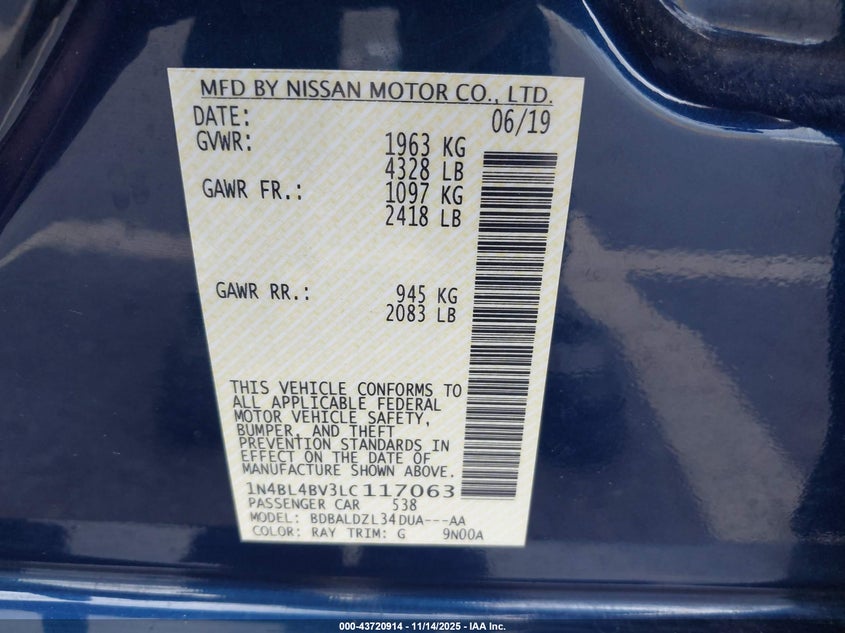 MFD BY NISSAN MOTOR CO., LTD.
DATE: 06/19
GVWR: 1963 KG
4328 LB
GAWR FR.: 1097 KG
2418 LB
GAWR RR.: 945 KG
2083 LB
THIS VEHICLE CONFORMS TO
ALL APPLICABLE FEDERAL
MOTOR VEHICLE SAFETY,
BUMPER, AND THEFT
PREVENTION STANDARDS IN
EFFECT ON THE DATE OF
MANUFACTURE SHOWN ABOVE.
1N4BL4BV3LC117063
PASSENGER CAR 538
MODEL: BDBALDZL34DUA---AA
COLOR: RAY TRIM: G 9N00A
000-43720914 - 11/14/2025 - IAA Inc.